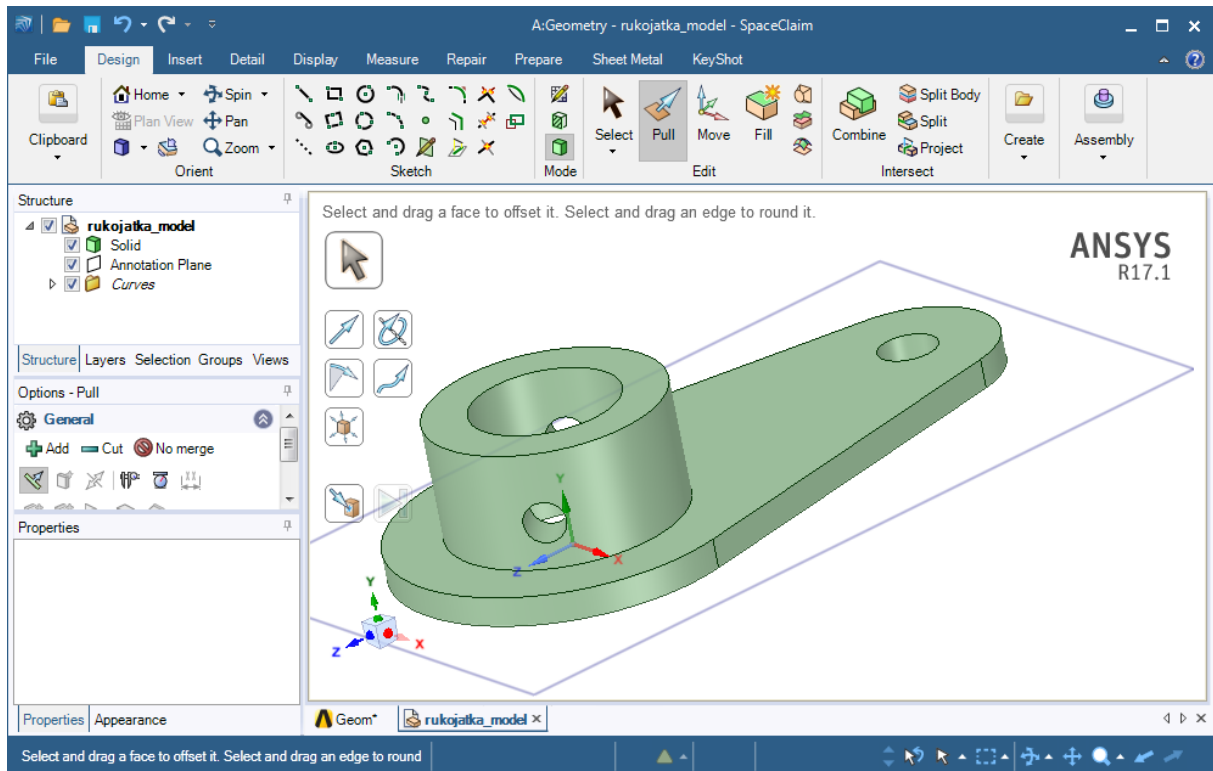 A:Geometry - rukojatka_model - SpaceClaim
File Design Insert Detail Display Measure Repair Prepare Sheet Metal KeyShot
Clipboard
Home Spin
Plan View Pan
Zoom
Orient
Sketch
Mode
Select Pull Move Fill
Edit
Combine
Split Body
Split
Project
Intersect
Create
Assembly
Structure
rukojatka_model
Solid
Annotation Plane
Curves
Structure Layers Selection Groups Views
Options - Pull
General
Add Cut No merge
Properties
Properties Appearance
Select and drag a face to offset it. Select and drag an edge to round it.
ANSYS
R17.1
Y
X
Z
Y
X
Z
Geom*
rukojatka_model
Select and drag a face to offset it. Select and drag an edge to round